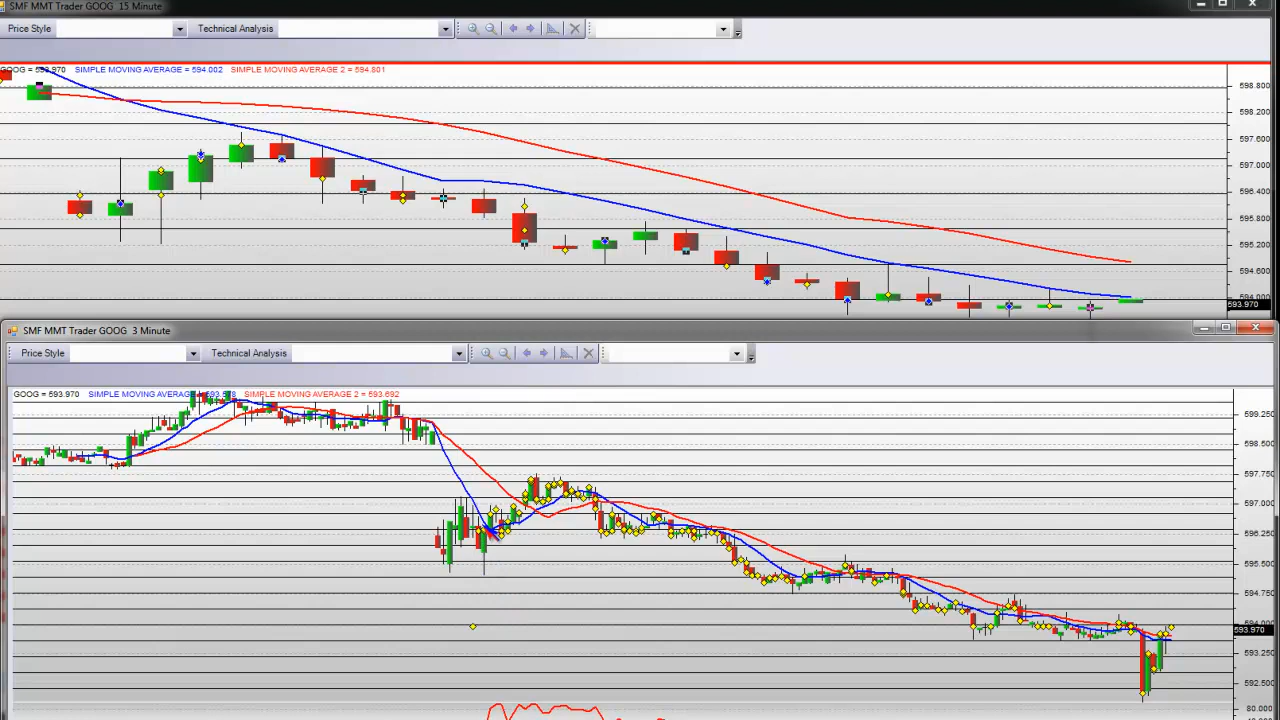 SMF MMT Trader GOOG 15 Minute
Price Style
Technical Analysis
GOOG = 593.970 SIMPLE MOVING AVERAGE = 594.002 SIMPLE MOVING AVERAGE 2 = 594.801
598.800
598.200
597.600
597.000
596.400
595.800
595.200
594.600
594.000
593.970
SMF MMT Trader GOOG 3 Minute
Price Style
Technical Analysis
GOOG = 593.970 SIMPLE MOVING AVERAGE SIMPLE MOVING AVERAGE 2 = 593.692
599.250
598.500
597.750
597.000
596.250
595.500
594.750
593.970
593.250
592.500
80.000